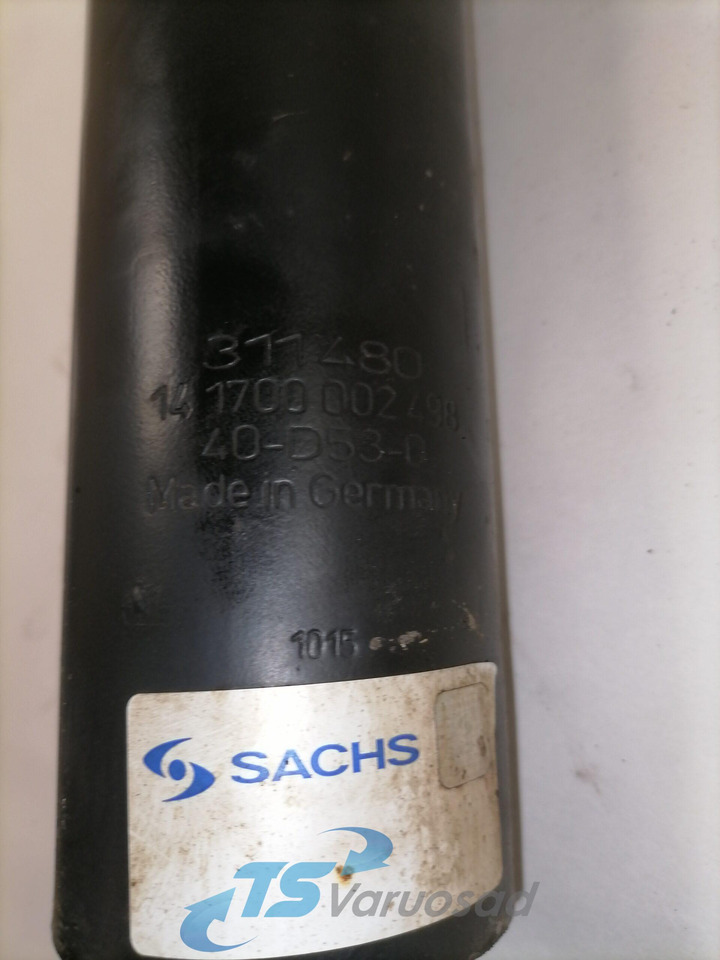 311480
14 1700 002 498
40-D53-0
Made in Germany
1015
SACHS
TS Varuosad